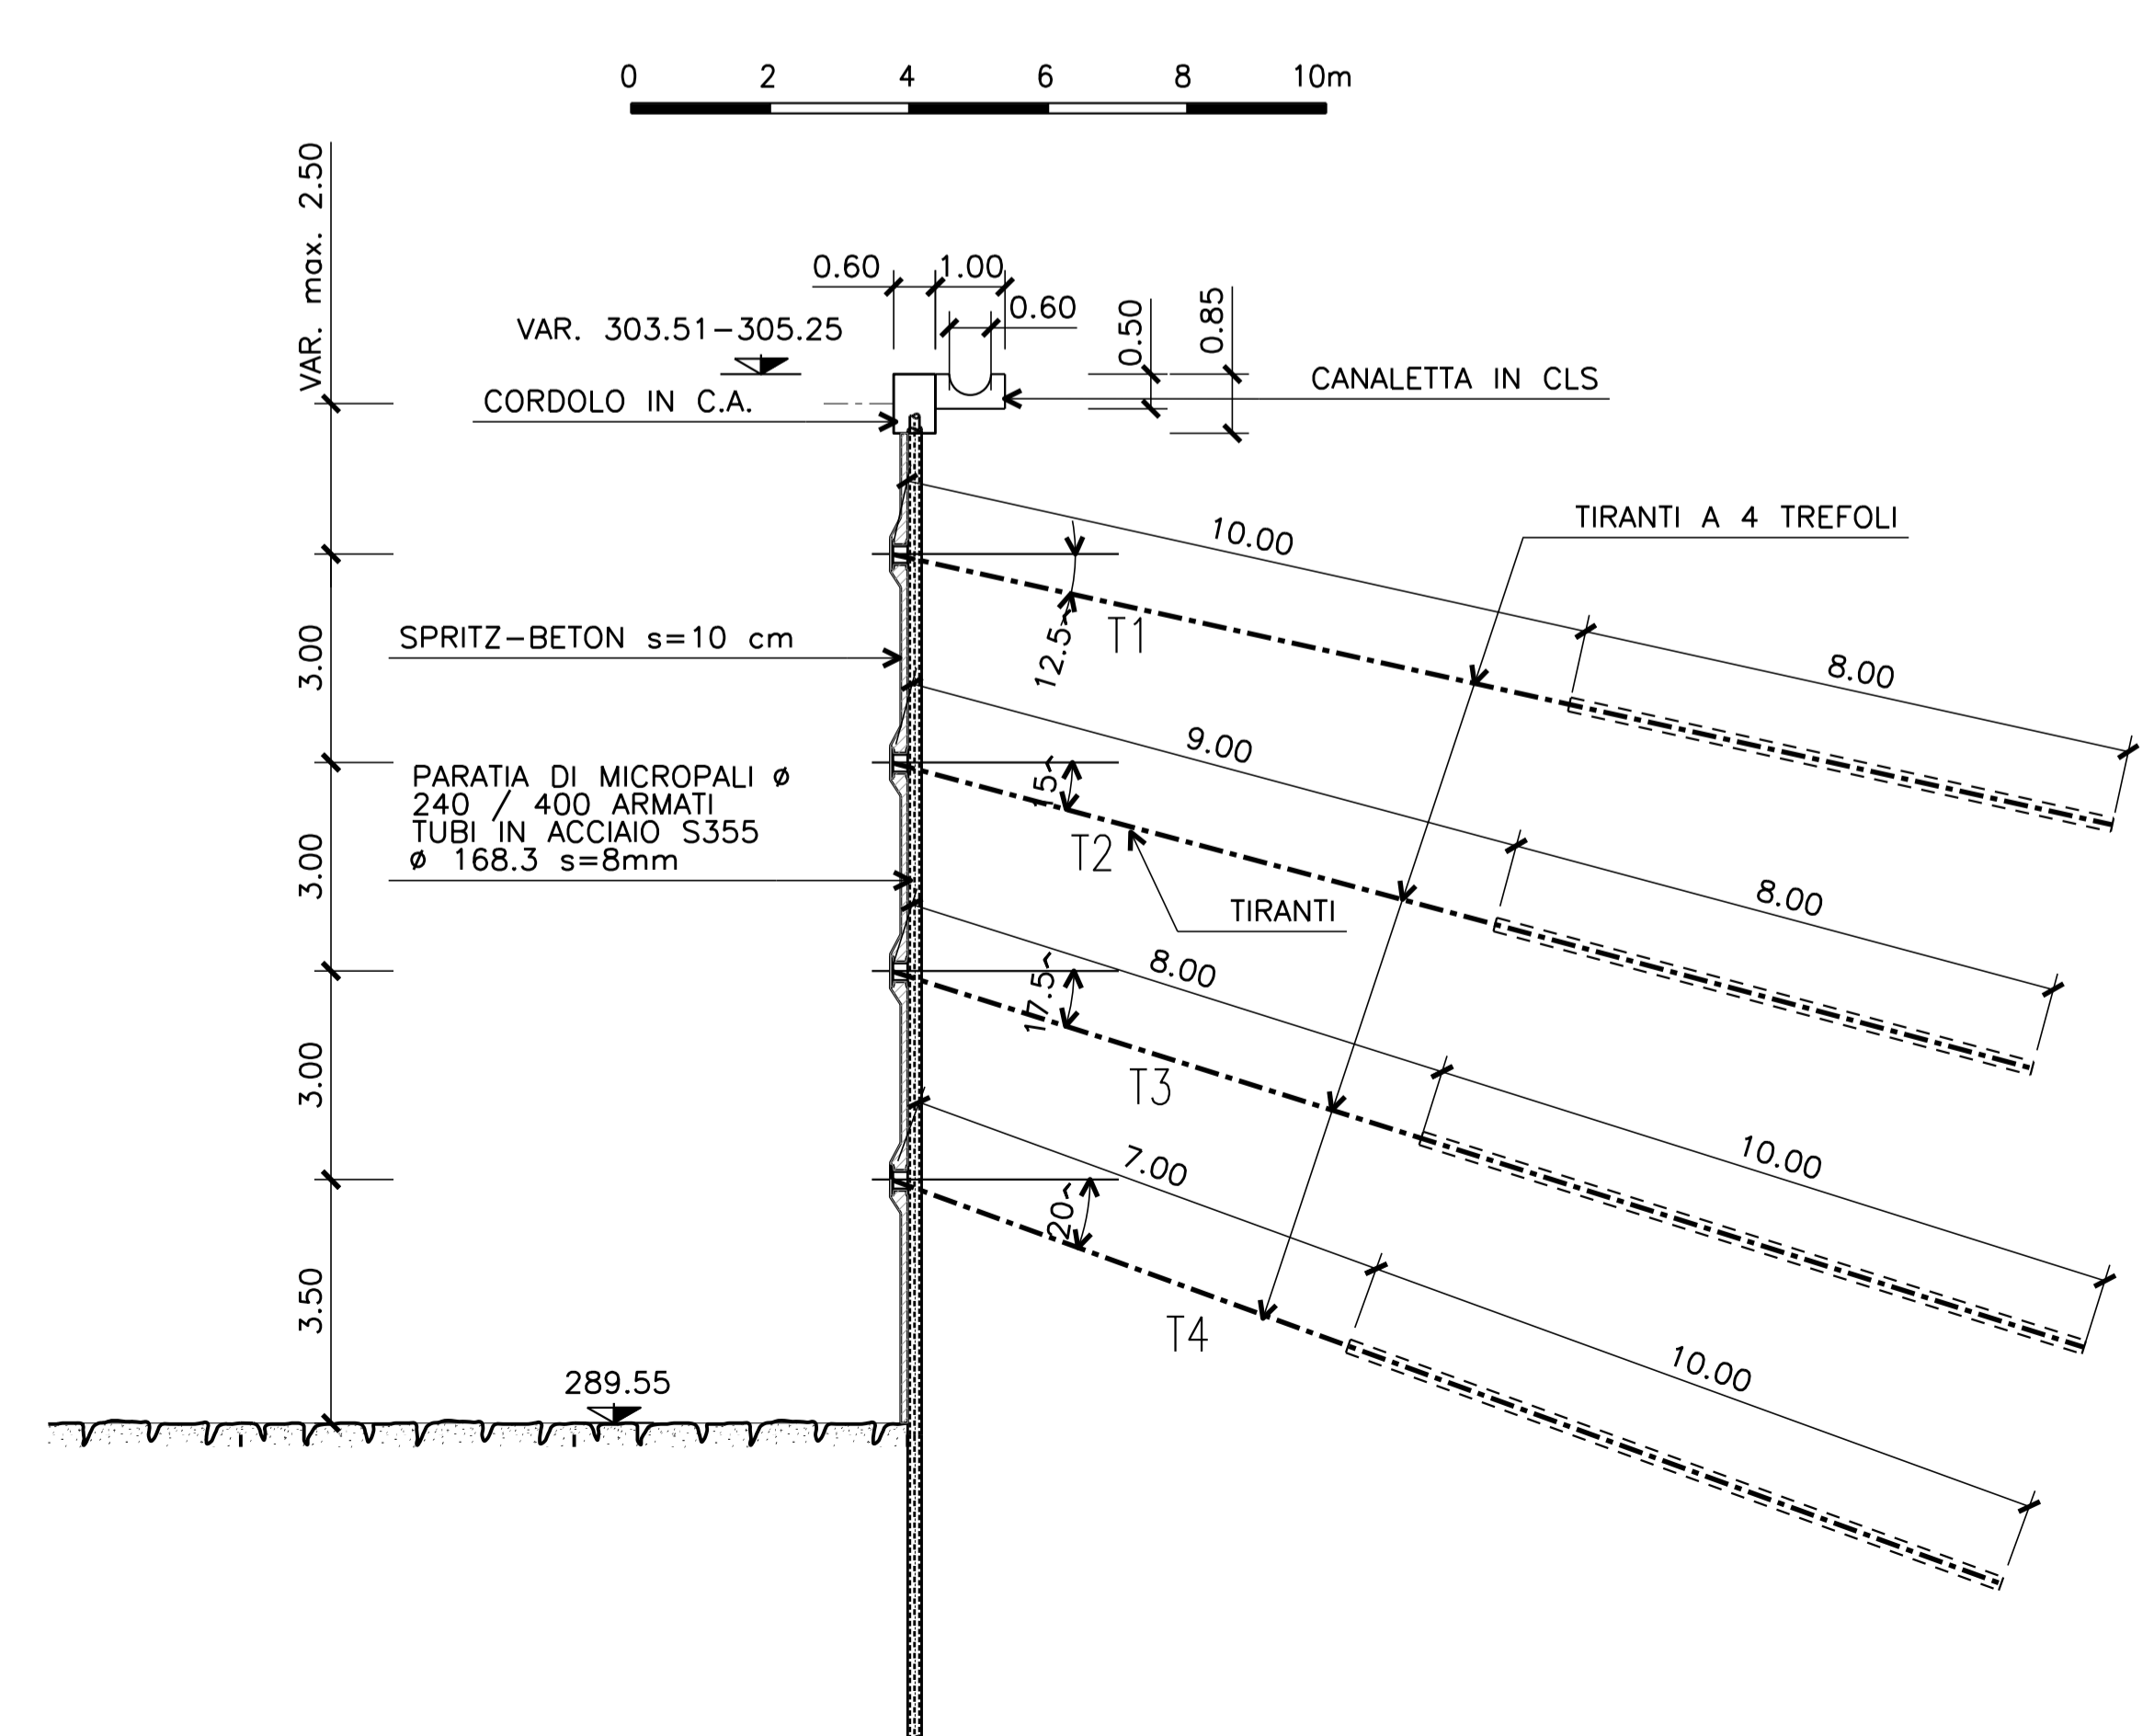 0 2 4 6 8 10m
VAR. max. 2.50
0.60 1.00
0.60
0.50
0.85
VAR. 303.51-305.25
CORDOLO IN C.A.
CANALETTA IN CLS
TIRANTI A 4 TREFOLI
10.00
8.00
12.5^
T1
SPRITZ-BETON s=10 cm
3.00
9.00
8.00
15^
T2
TIRANTI
PARATIA DI MICROPALI ø
240 / 400 ARMATI
TUBI IN ACCIAIO S355
ø 168.3 s=8mm
3.00
8.00
10.00
17.5^
T3
3.00
7.00
10.00
20^
T4
3.50
289.55